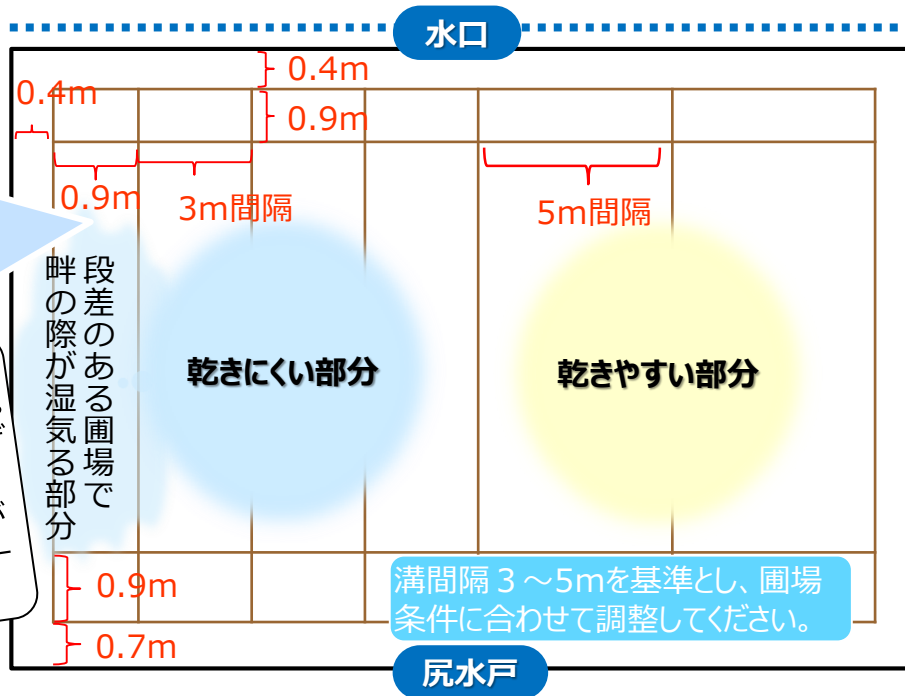 水口
0.4m
0.4m
0.9m
0.9m
3m間隔
5m間隔
段差のある圃場で
畔の際が湿気る部分
乾きにくい部分
乾きやすい部分
0.9m
0.7m
溝間隔３～5mを基準とし、圃場
条件に合わせて調整してください。
尻水戸